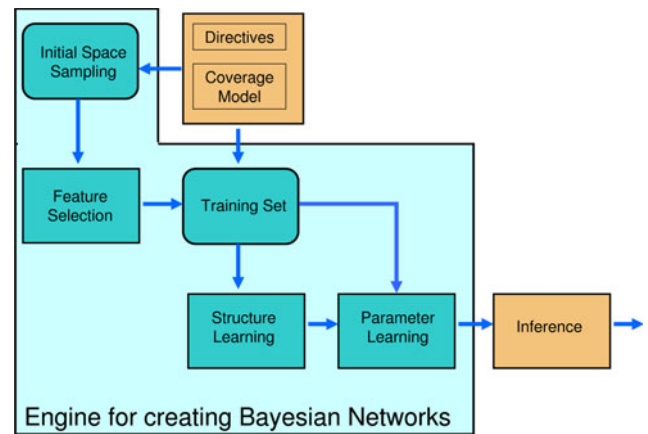 Initial Space
Sampling
Directives
Coverage
Model
Feature
Selection
Training Set
Structure
Learning
Parameter
Learning
Inference
Engine for creating Bayesian Networks